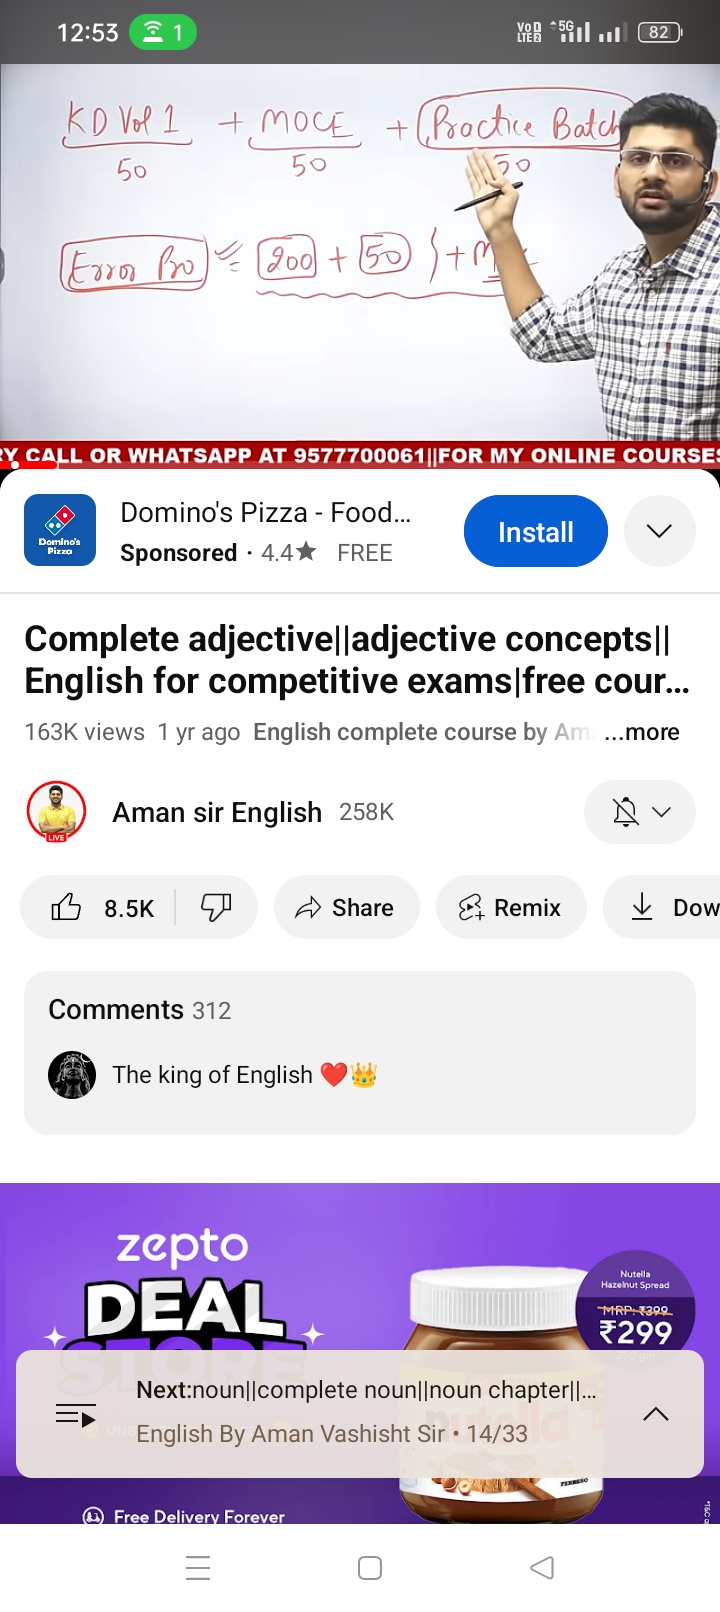 12:53 1 Vo D LTE 2 5G 82
KD Vol 1 + MOCE + Practice Batch
50 50 50
Error Pro = 200 + 50 } +
RY CALL OR WHATSAPP AT 9577700061||FOR MY ONLINE COURSES
Domino's Pizza
Domino's Pizza - Food...
Sponsored · 4.4★ FREE
Install
Complete adjective||adjective concepts||
English for competitive exams|free cour...
163K views 1 yr ago English complete course by Am ...more
LIVE
Aman sir English 258K
8.5K Share Remix Dow
Comments 312
The king of English ❤️👑
zepto
DEAL
STORE
Nutella
Hazelnut Spread
MRP: ₹399
₹299
Next:noun||complete noun||noun chapter||...
English By Aman Vashisht Sir • 14/33
nutella
FERRERO
Free Delivery Forever